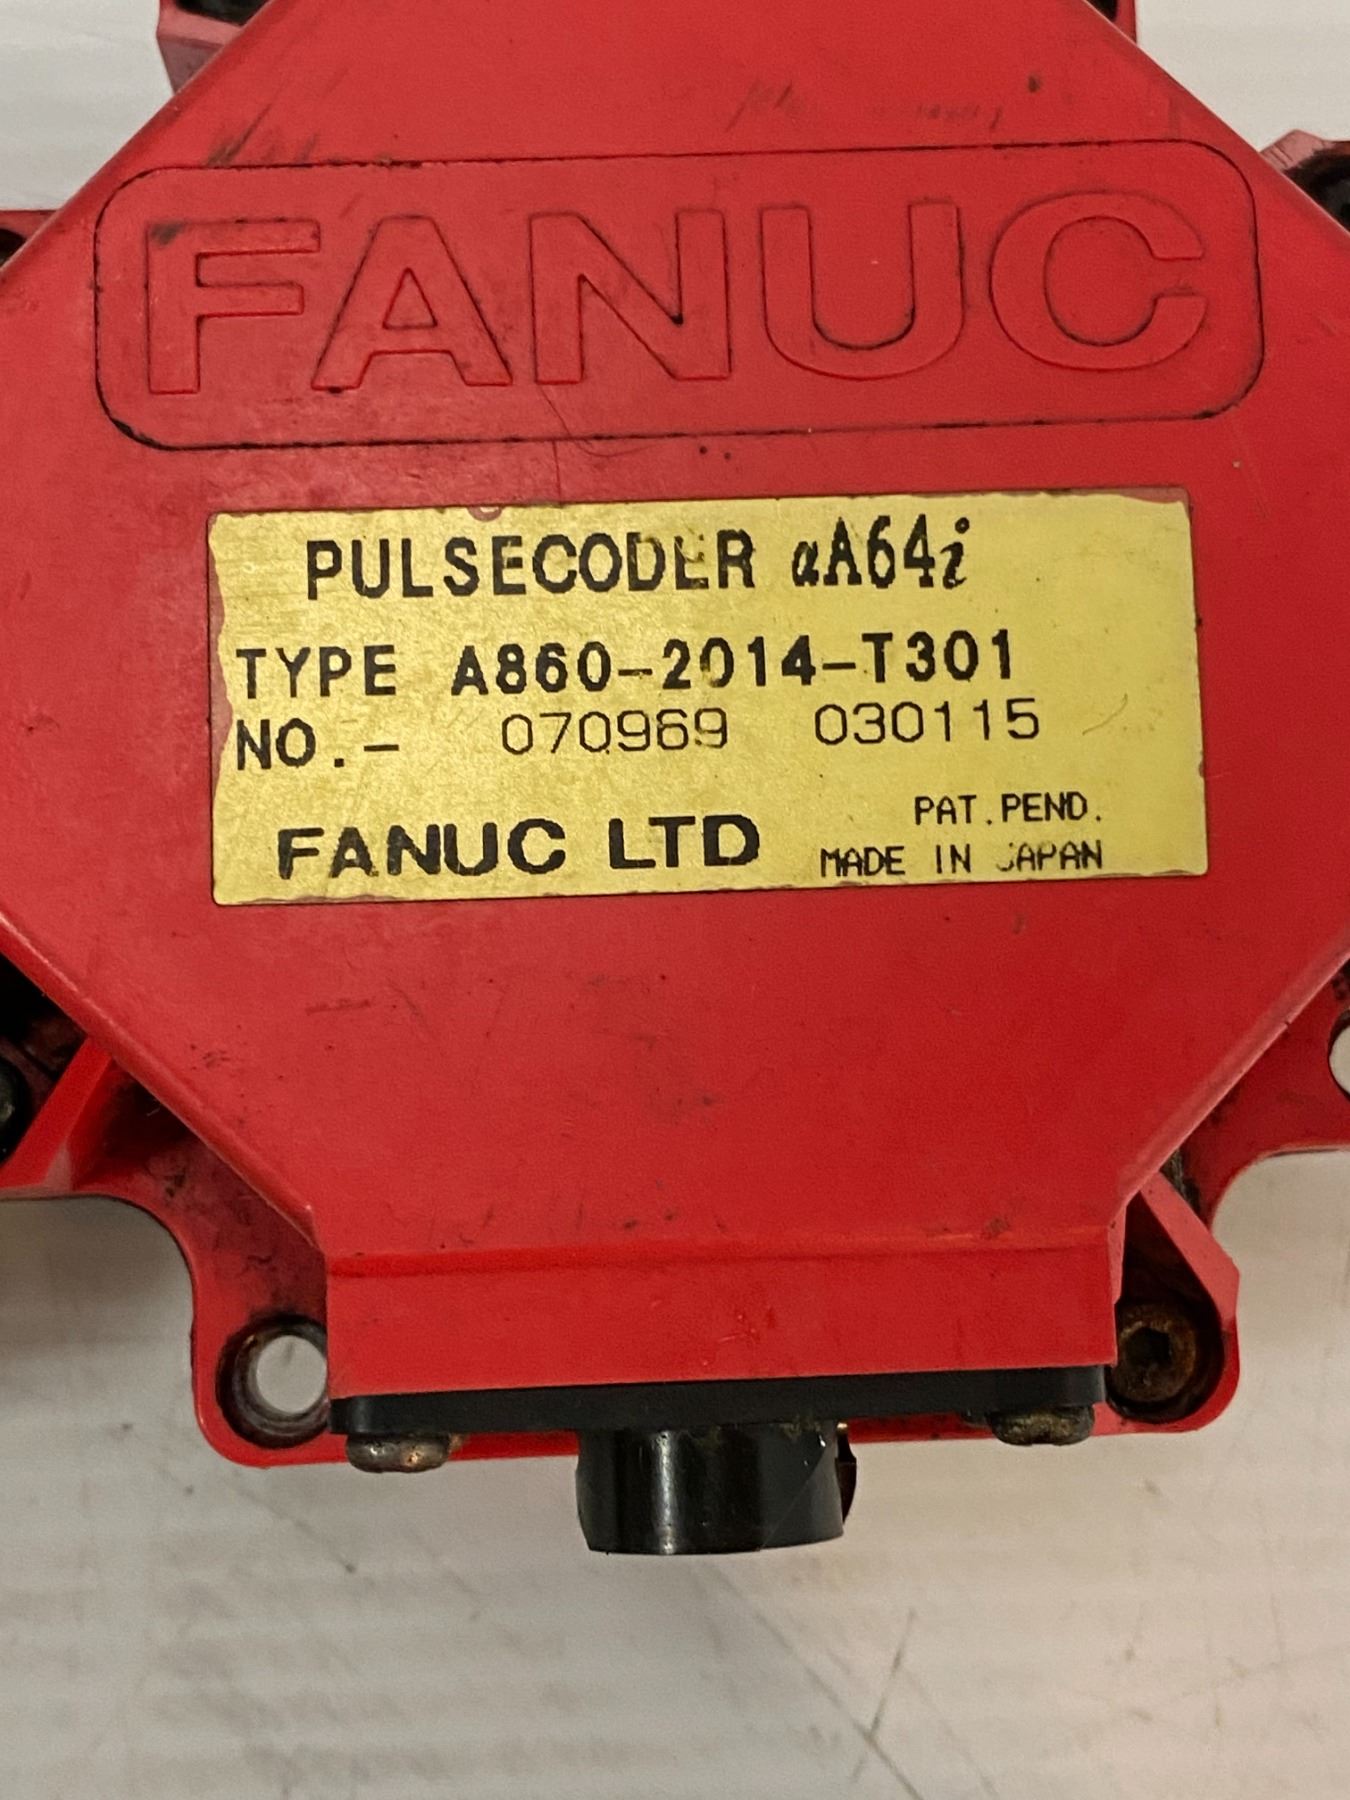 FANUC
PULSECODER αA64i
TYPE A860-2014-T301
NO.- 070969 030115
PAT.PEND.
FANUC LTD MADE IN JAPAN